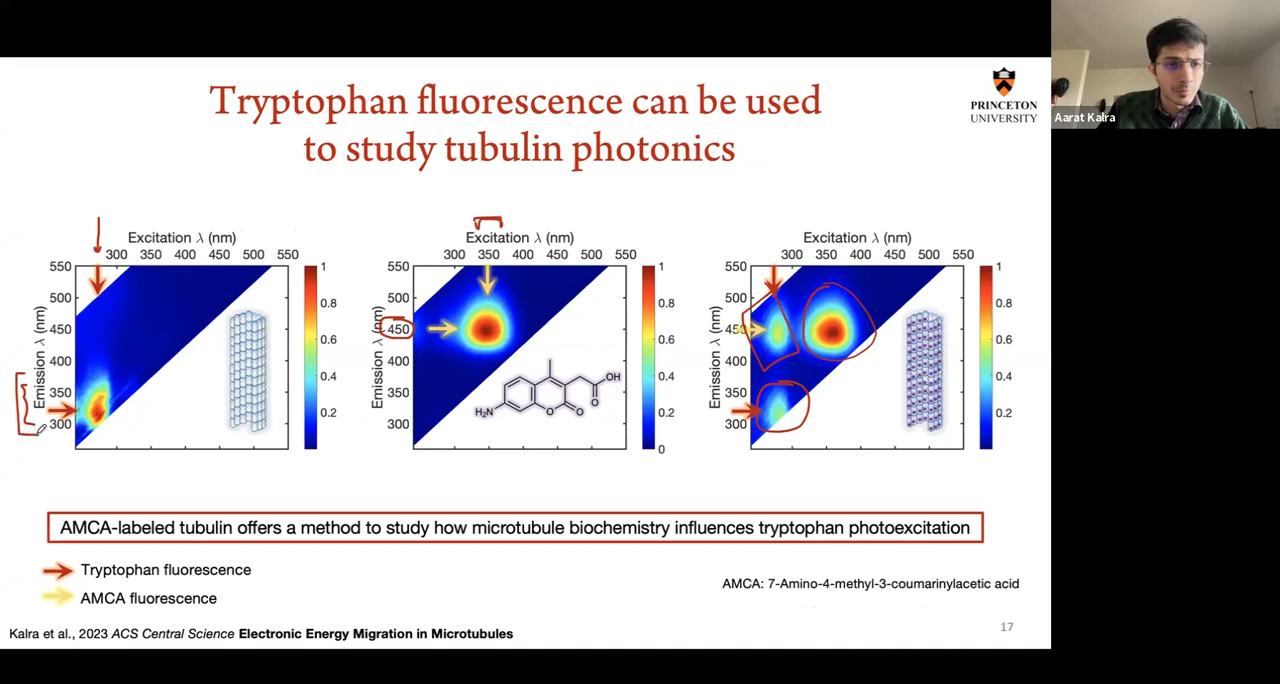 Tryptophan fluorescence can be used
to study tubulin photonics
PRINCETON
UNIVERSITY
Aarat Kalra
Excitation λ (nm)
300 350 400 450 500 550
550
500
450
400
350
300
Emission λ (nm)
1
0.8
0.6
0.4
0.2
Excitation λ (nm)
300 350 400 450 500 550
550
500
450
400
350
300
Emission λ (nm)
1
0.8
0.6
0.4
0.2
0
H₂N
O
O
O
OH
Excitation λ (nm)
300 350 400 450 500 550
550
500
450
400
350
300
Emission λ (nm)
1
0.8
0.6
0.4
0.2
AMCA-labeled tubulin offers a method to study how microtubule biochemistry influences tryptophan photoexcitation
Tryptophan fluorescence
AMCA fluorescence
AMCA: 7-Amino-4-methyl-3-coumarinylacetic acid
Kalra et al., 2023 ACS Central Science Electronic Energy Migration in Microtubules
17